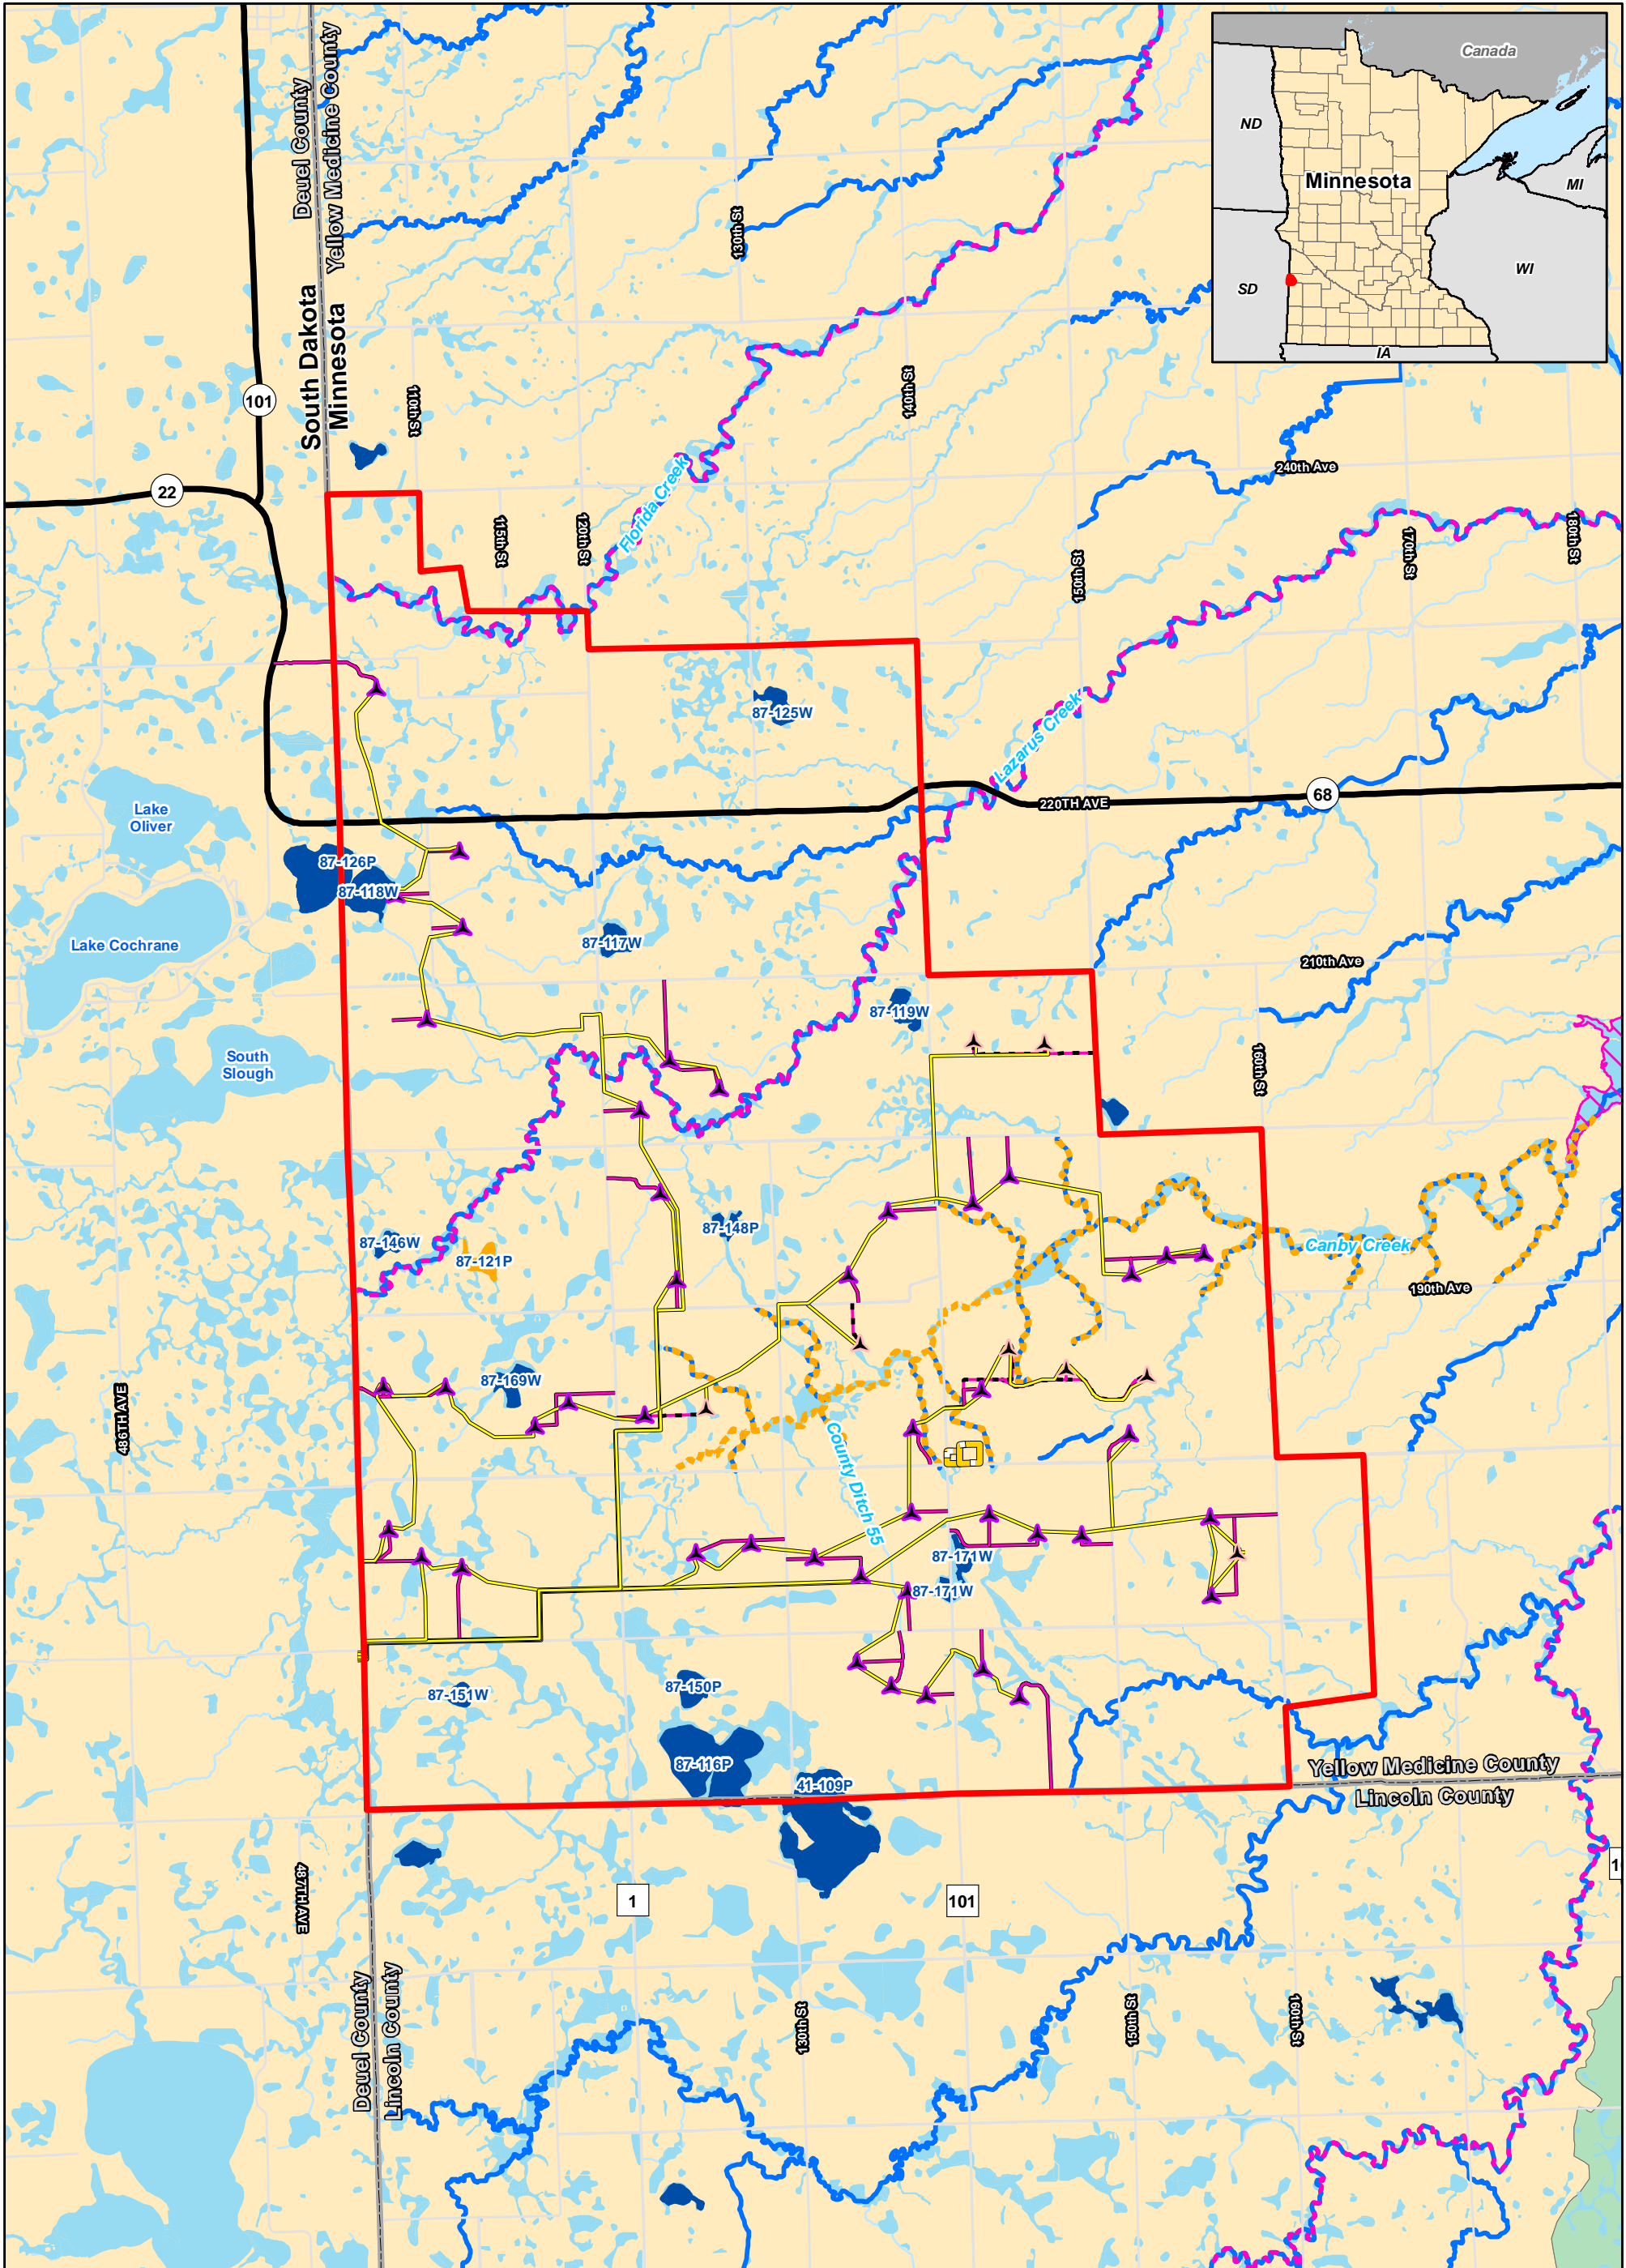 Deuel County
Yellow Medicine County
South Dakota
Minnesota
Canada
ND
Minnesota
MI
SD
WI
IA
130th St
101
110th St
140th St
22
240th Ave
115th St
120th St
Florida Creek
150th St
170th St
180th St
87-125W
Lazarus Creek
68
220TH AVE
Lake
Oliver
87-126P
87-118W
Lake Cochrane
87-117W
210th Ave
87-119W
South
Slough
160th St
87-148P
87-146W
87-121P
Canby Creek
190th Ave
87-169W
486TH AVE
County Ditch 55
87-171W
87-171W
87-151W
87-150P
87-116P
41-109P
Yellow Medicine County
Lincoln County
487TH AVE
1
101
Deuel County
Lincoln County
130th St
150th St
160th St